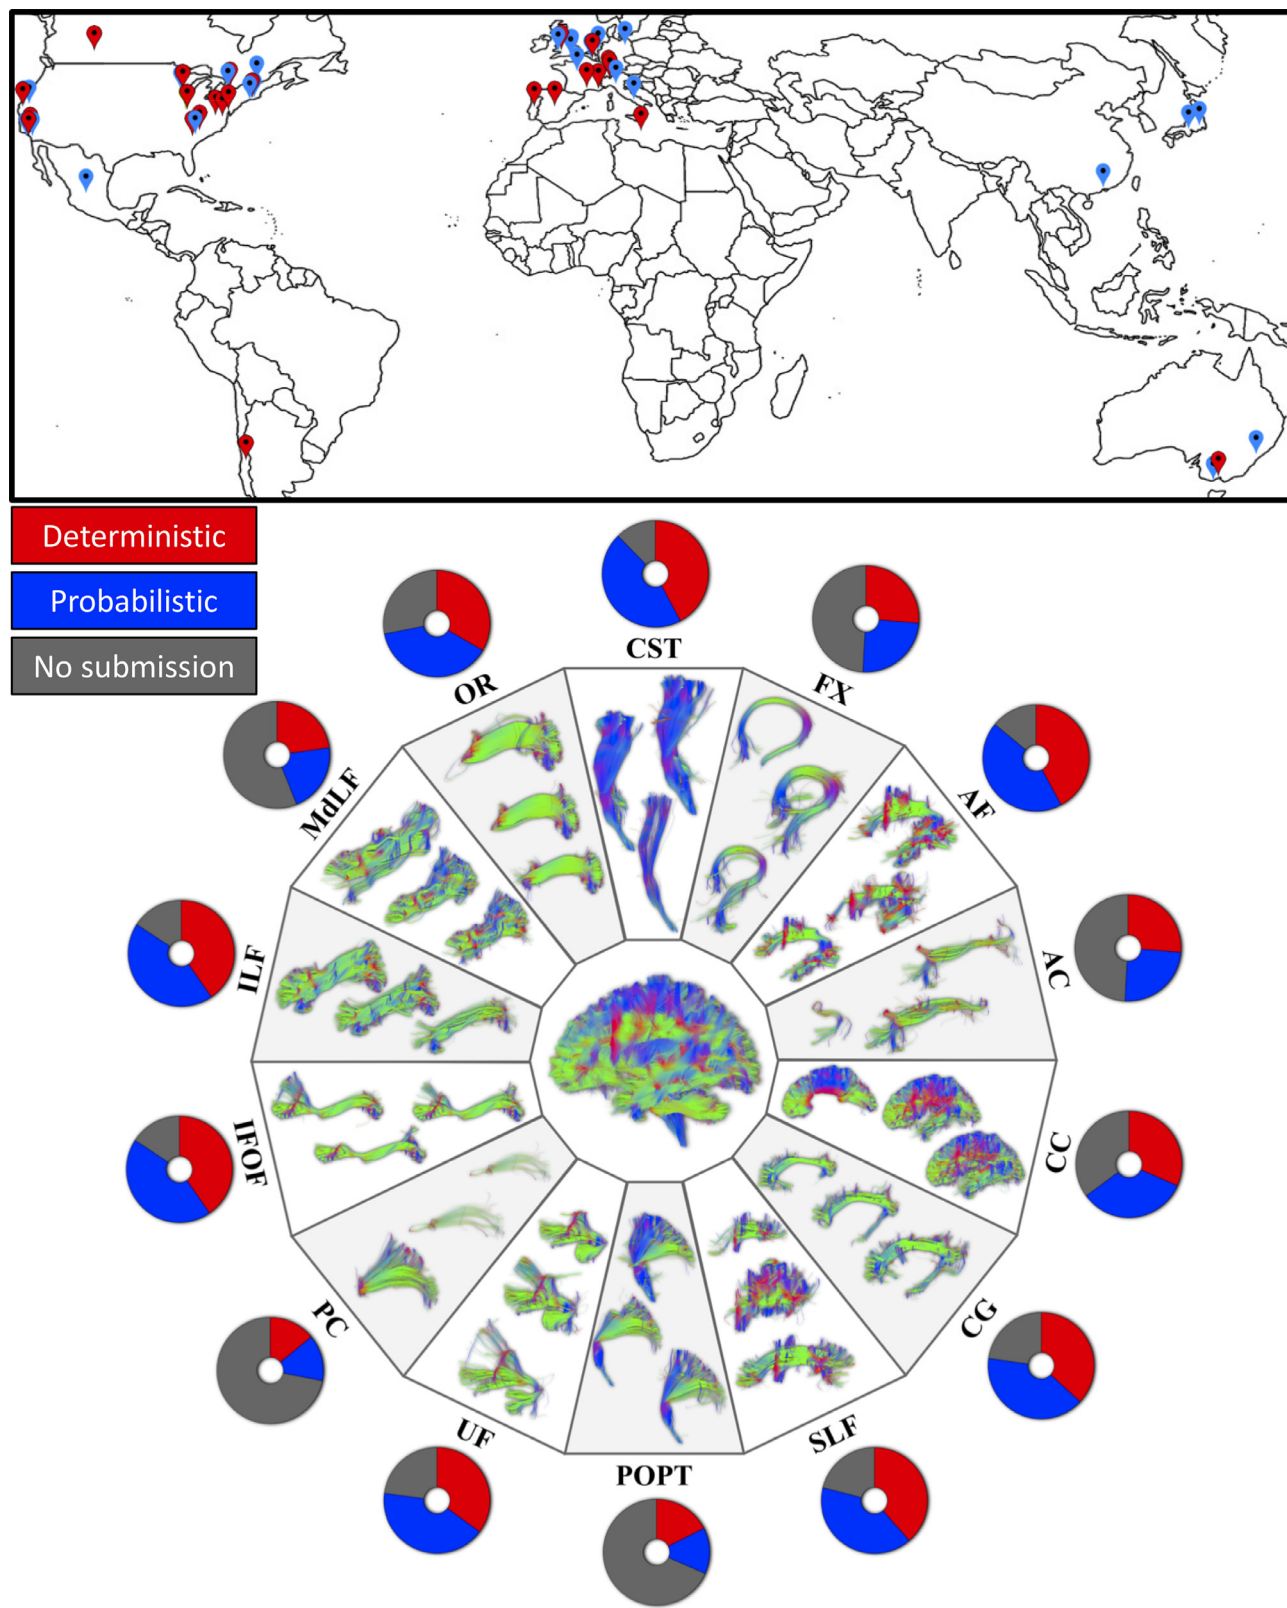 Deterministic
Probabilistic
No submission
CST
OR
FX
MdLF
AF
ILF
AC
IFOF
CC
PC
CG
UF
SLF
POPT